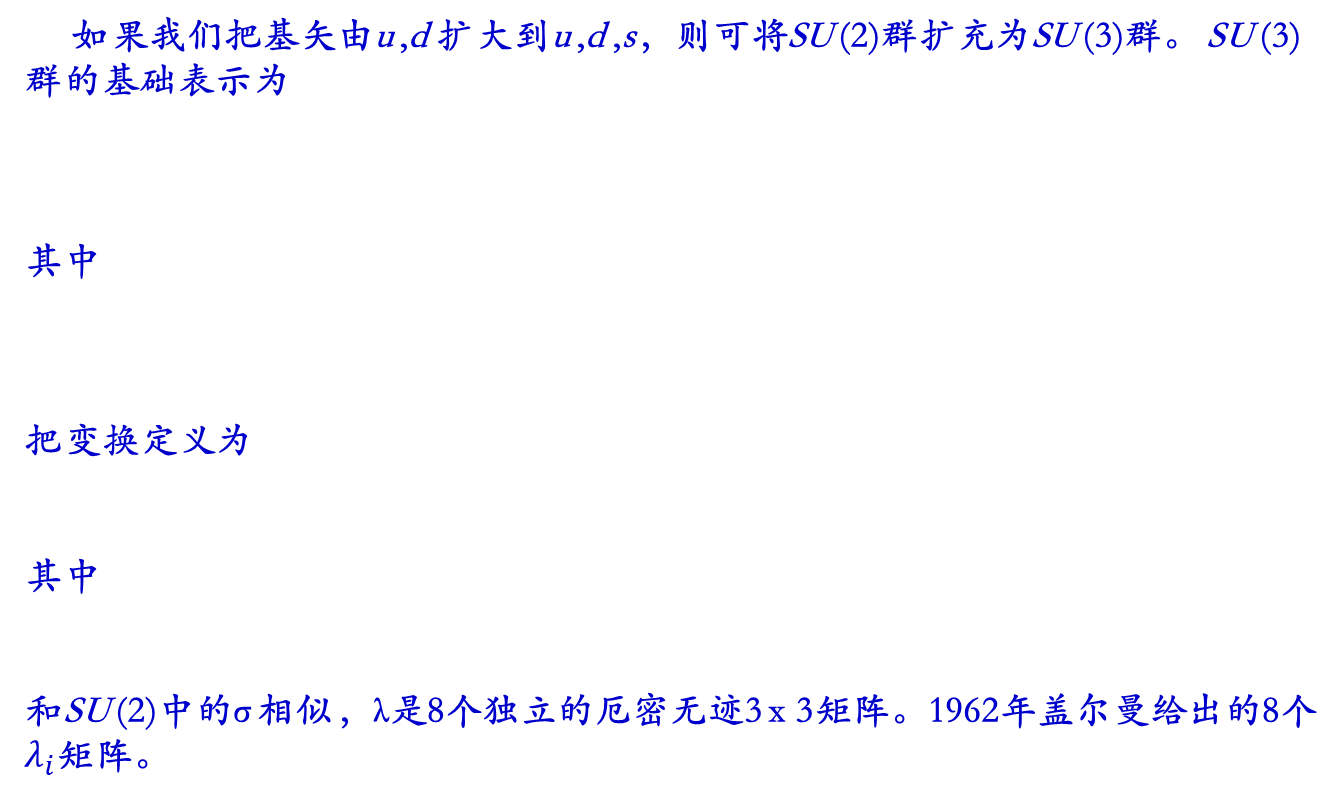 如果我们把基矢由u,d扩大到u,d,s，则可将SU(2)群扩充为SU(3)群。SU(3)
群的基础表示为
其中
把变换定义为
其中
和SU(2)中的σ相似，λ是8个独立的厄密无迹3 x 3矩阵。1962年盖尔曼给出的8个
λᵢ矩阵。